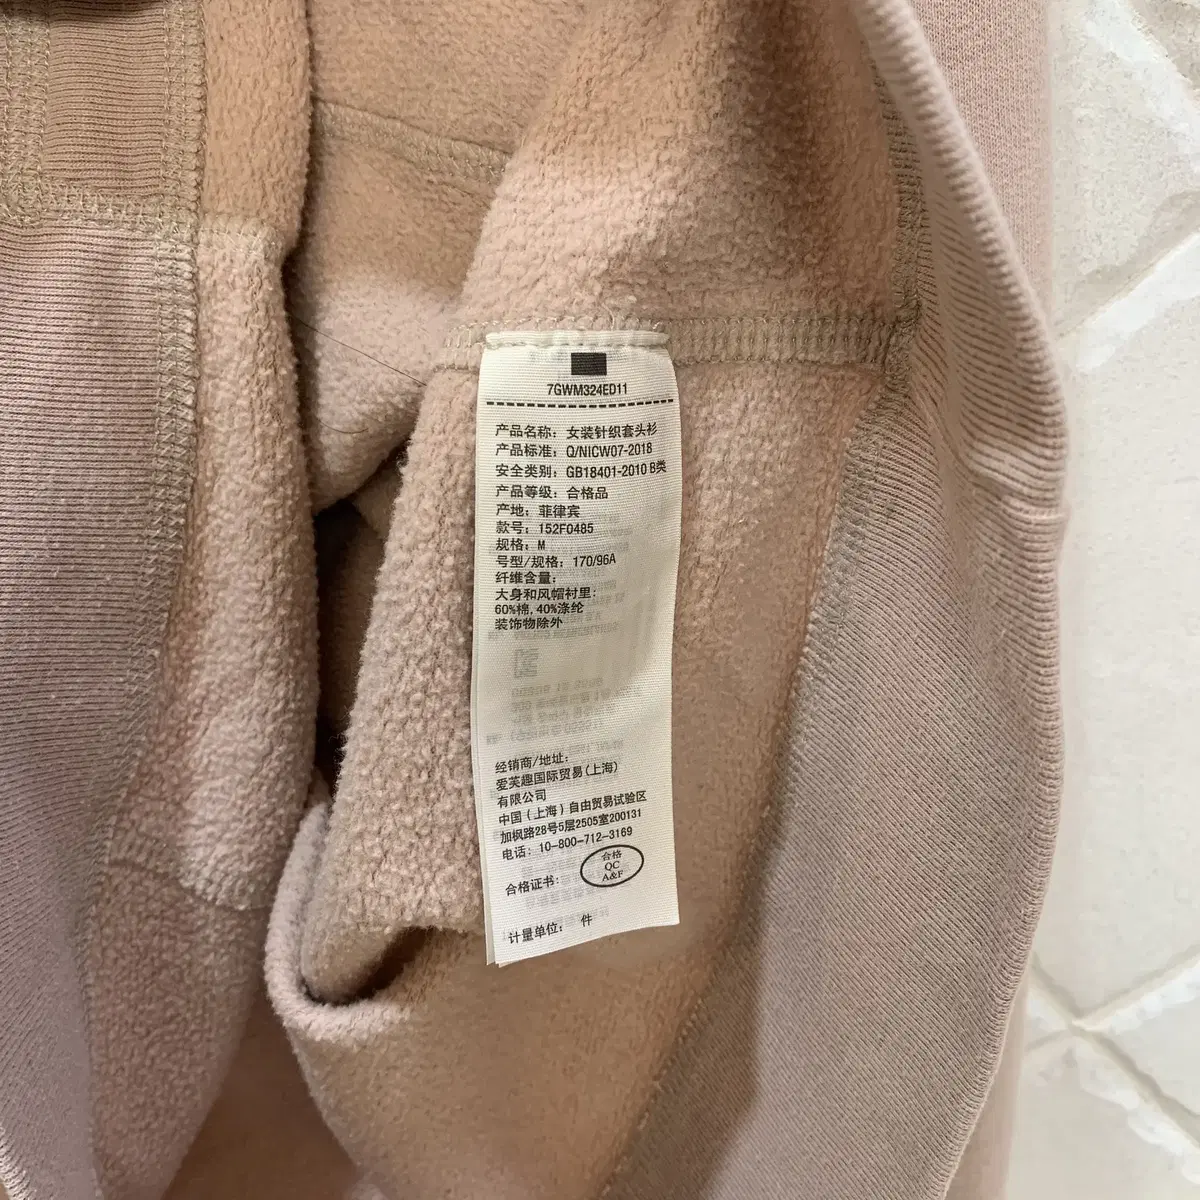 7GWM324ED11
产品名称：女装针织套头衫
产品标准：Q/NICW07-2018
安全类别：GB18401-2010 B类
产品等级：合格品
产地：菲律宾
款号：152F0485
规格：M
号型/规格：170/96A
纤维含量：
大身和风帽衬里：
60%棉,40%涤纶
装饰物除外
经销商/地址：
爱芙趣国际贸易(上海)
有限公司
中国(上海)自由贸易试验区
加枫路28号5层2505室200131
电话：10-800-712-3169
合格证书：
合格
QC
A&F
计量单位： 件